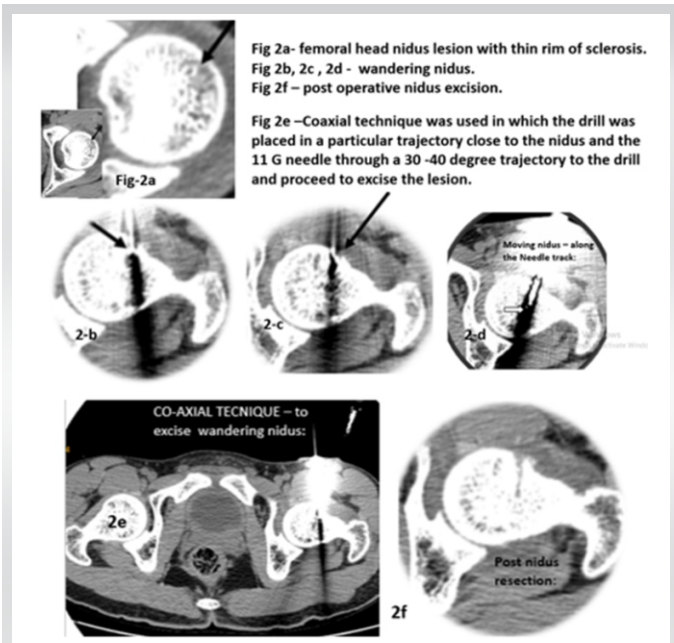 Fig 2a- femoral head nidus lesion with thin rim of sclerosis.
Fig 2b, 2c , 2d - wandering nidus.
Fig 2f – post operative nidus excision.
Fig 2e –Coaxial technique was used in which the drill was
placed in a particular trajectory close to the nidus and the
11 G needle through a 30 -40 degree trajectory to the drill
and proceed to excise the lesion.
Fig-2a
2-b
2-c
Moving nidus – along
the Needle track:
2-d
CO-AXIAL TECNIQUE – to
excise wandering nidus:
2e
Post nidus
resection:
2f